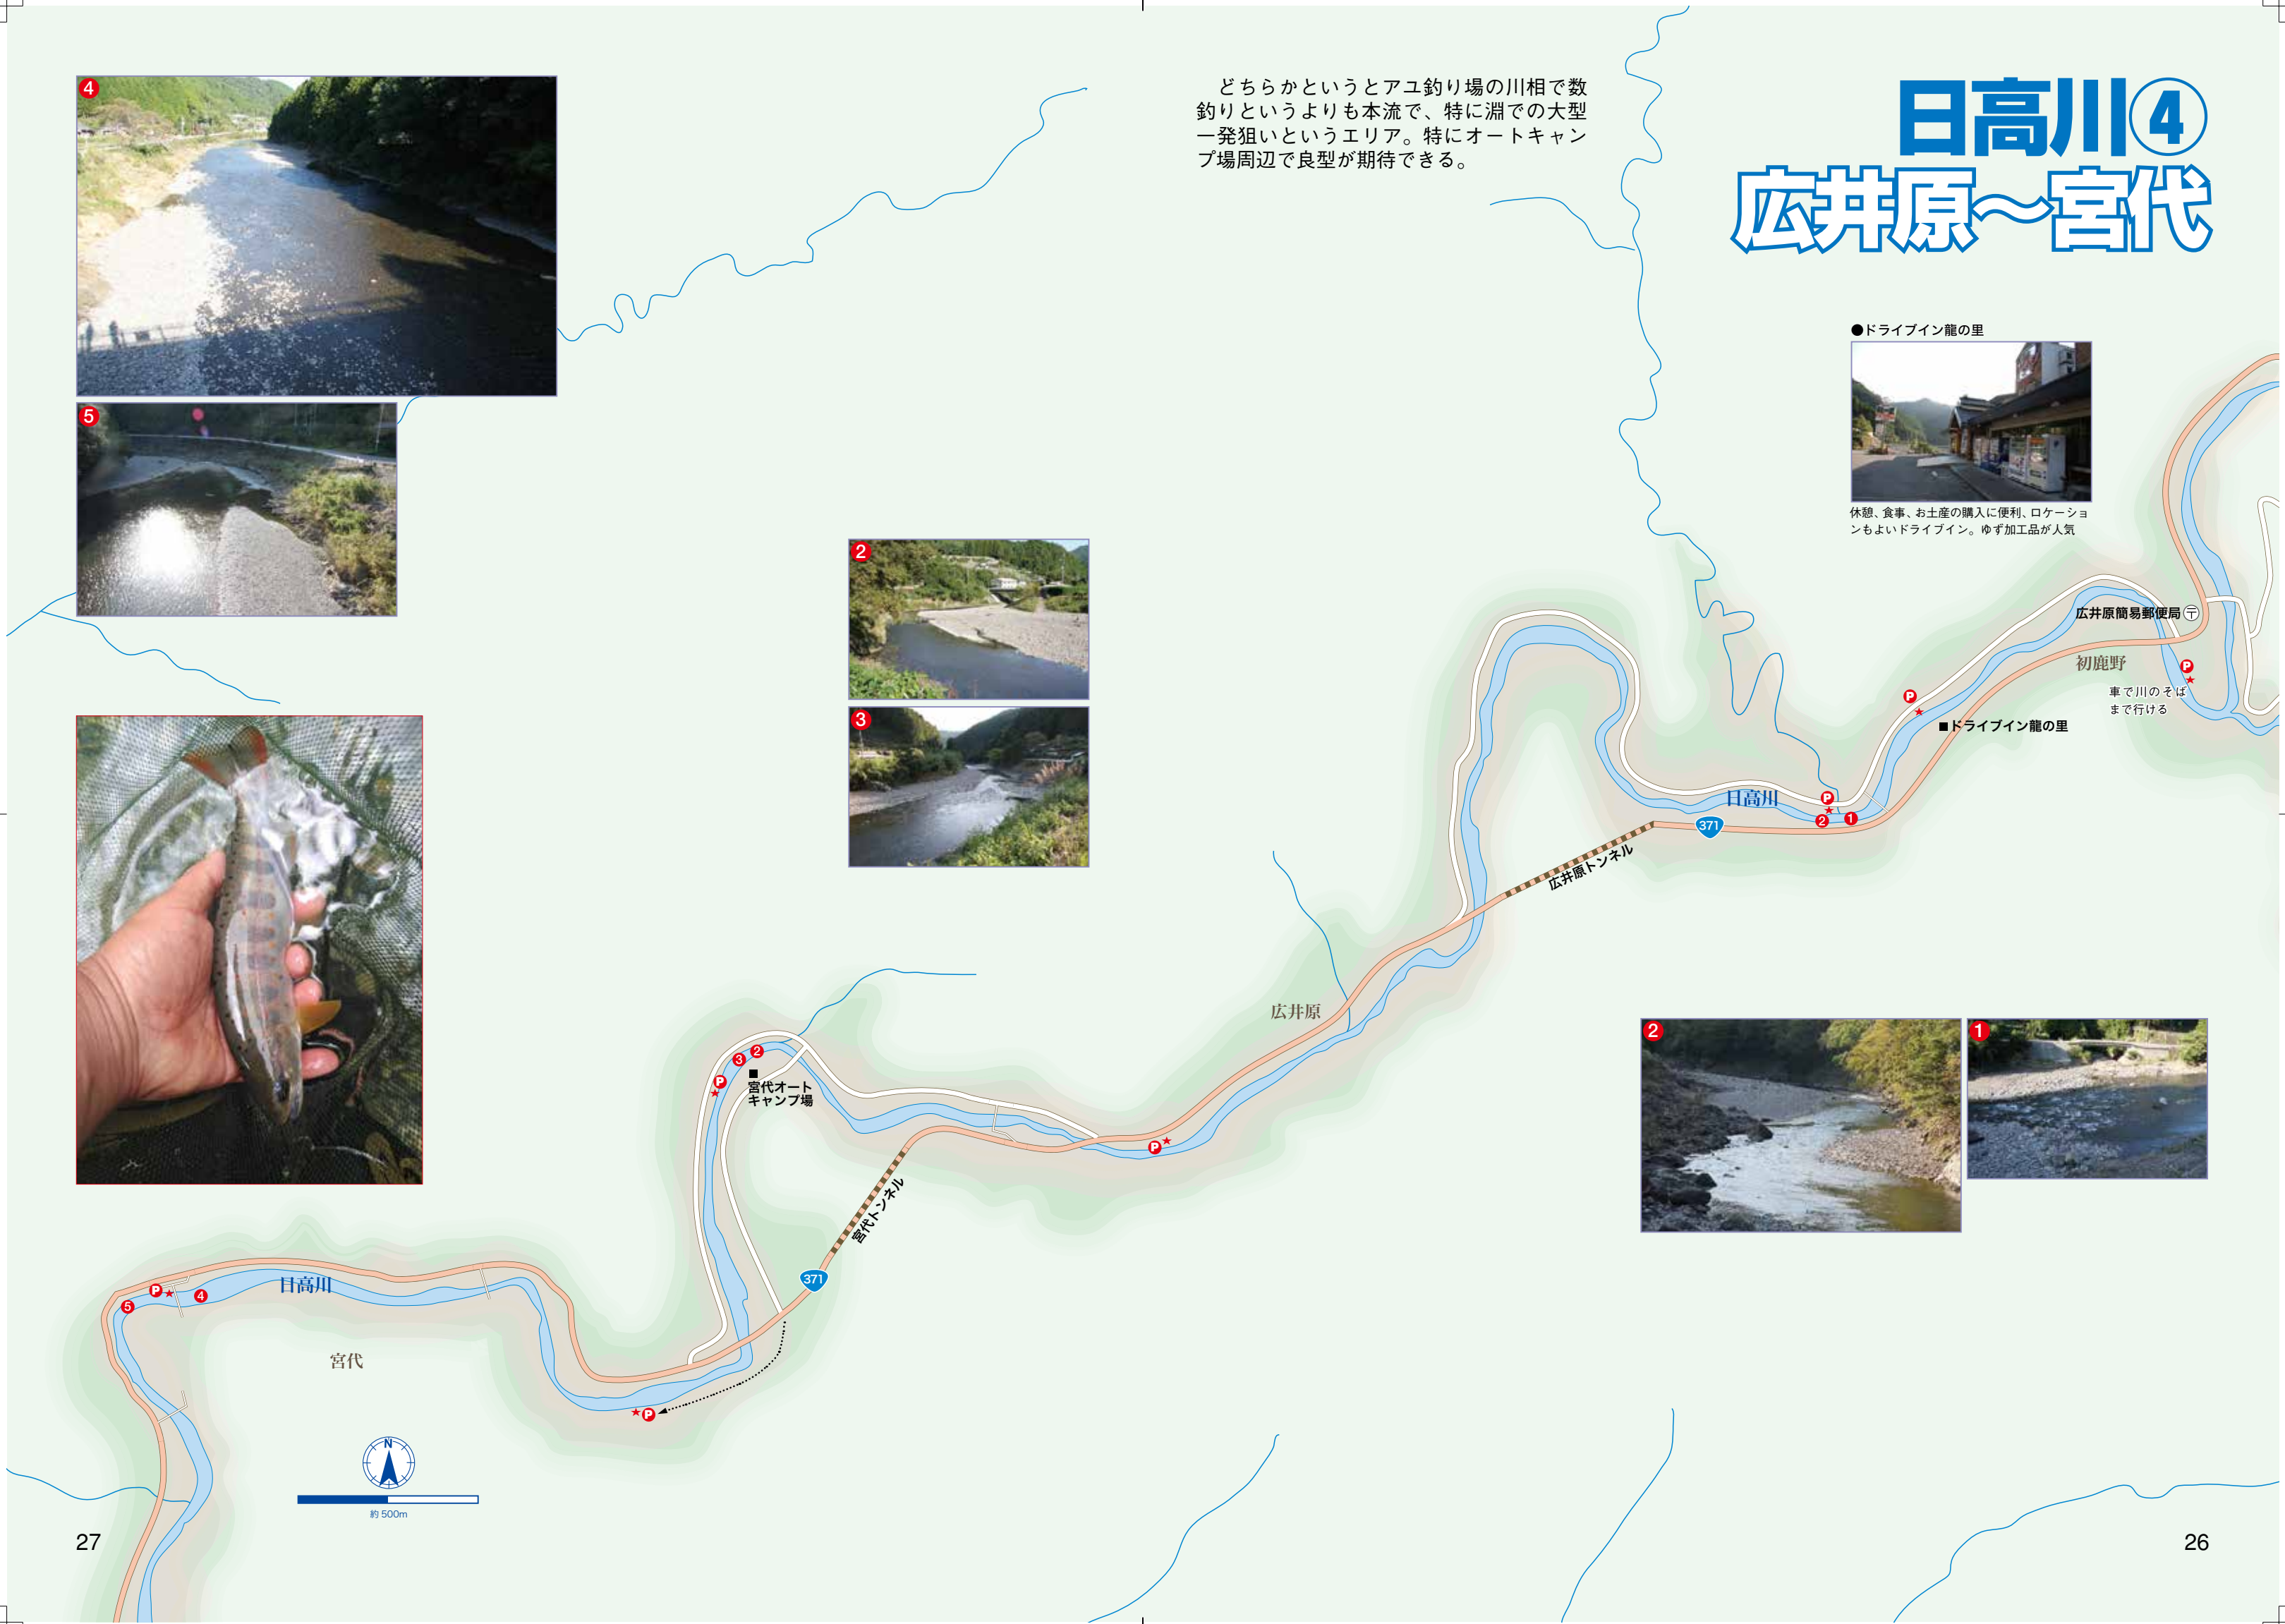 日高川④
広井原〜宮代
どちらかというとアユ釣り場の川相で数
釣りというよりも本流で、特に淵での大型
一発狙いというエリア。特にオートキャン
プ場周辺で良型が期待できる。
●ドライブイン龍の里
休憩、食事、お土産の購入に便利、ロケーショ
ンもよいドライブイン。ゆず加工品が人気
広井原簡易郵便局〒
初鹿野
P
車で川のそば
まで行ける
P
■ドライブイン龍の里
日高川
P
2
1
371
広井原トンネル
広井原
2
1
4
5
2
3
3
2
P
■
宮代オート
キャンプ場
P
宮代トンネル
371
日高川
P
4
5
宮代
P
N
約500m
27
26